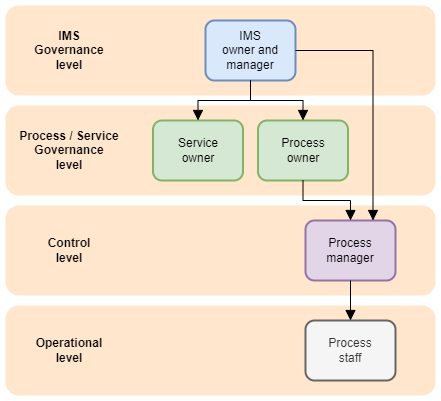 IMS
Governance
level
IMS
owner and
manager
Process / Service
Governance
level
Service
owner
Process
owner
Control
level
Process
manager
Operational
level
Process
staff